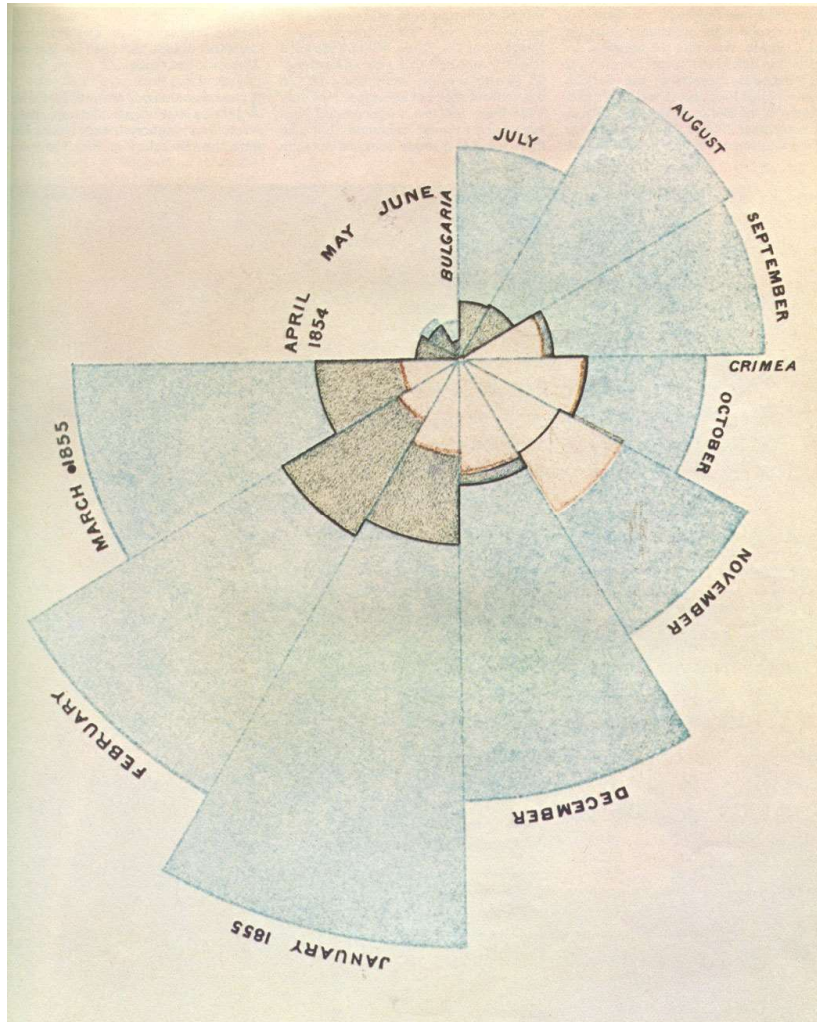 APRIL
1854
MAY
JUNE
BULGARIA
JULY
AUGUST
SEPTEMBER
CRIMEA
OCTOBER
NOVEMBER
DECEMBER
JANUARY 1855
FEBRUARY
MARCH 1855